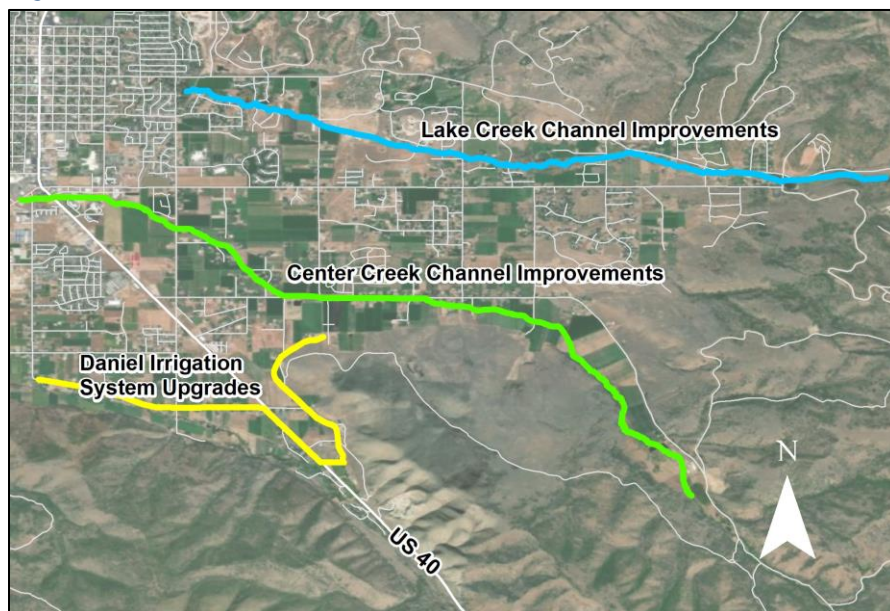 Lake Creek Channel Improvements
Center Creek Channel Improvements
Daniel Irrigation
System Upgrades
US 40
N